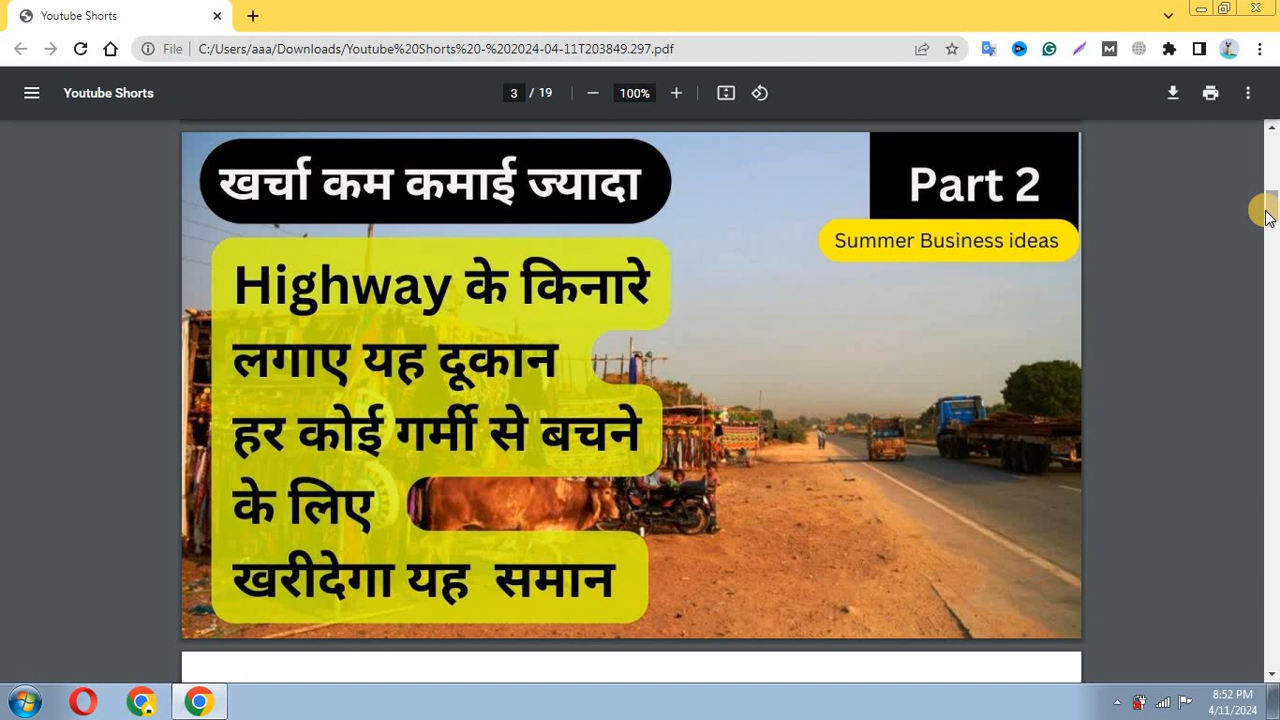 Youtube Shorts
File C:/Users/aaa/Downloads/Youtube%20Shorts%20-%202024-04-11T203849.297.pdf
Youtube Shorts 3 / 19 100%
खर्चा कम कमाई ज्यादा
Part 2
Summer Business ideas
Highway के किनारे
लगाए यह दूकान
हर कोई गर्मी से बचने
के लिए
खरीदेगा यह समान
8:52 PM
4/11/2024